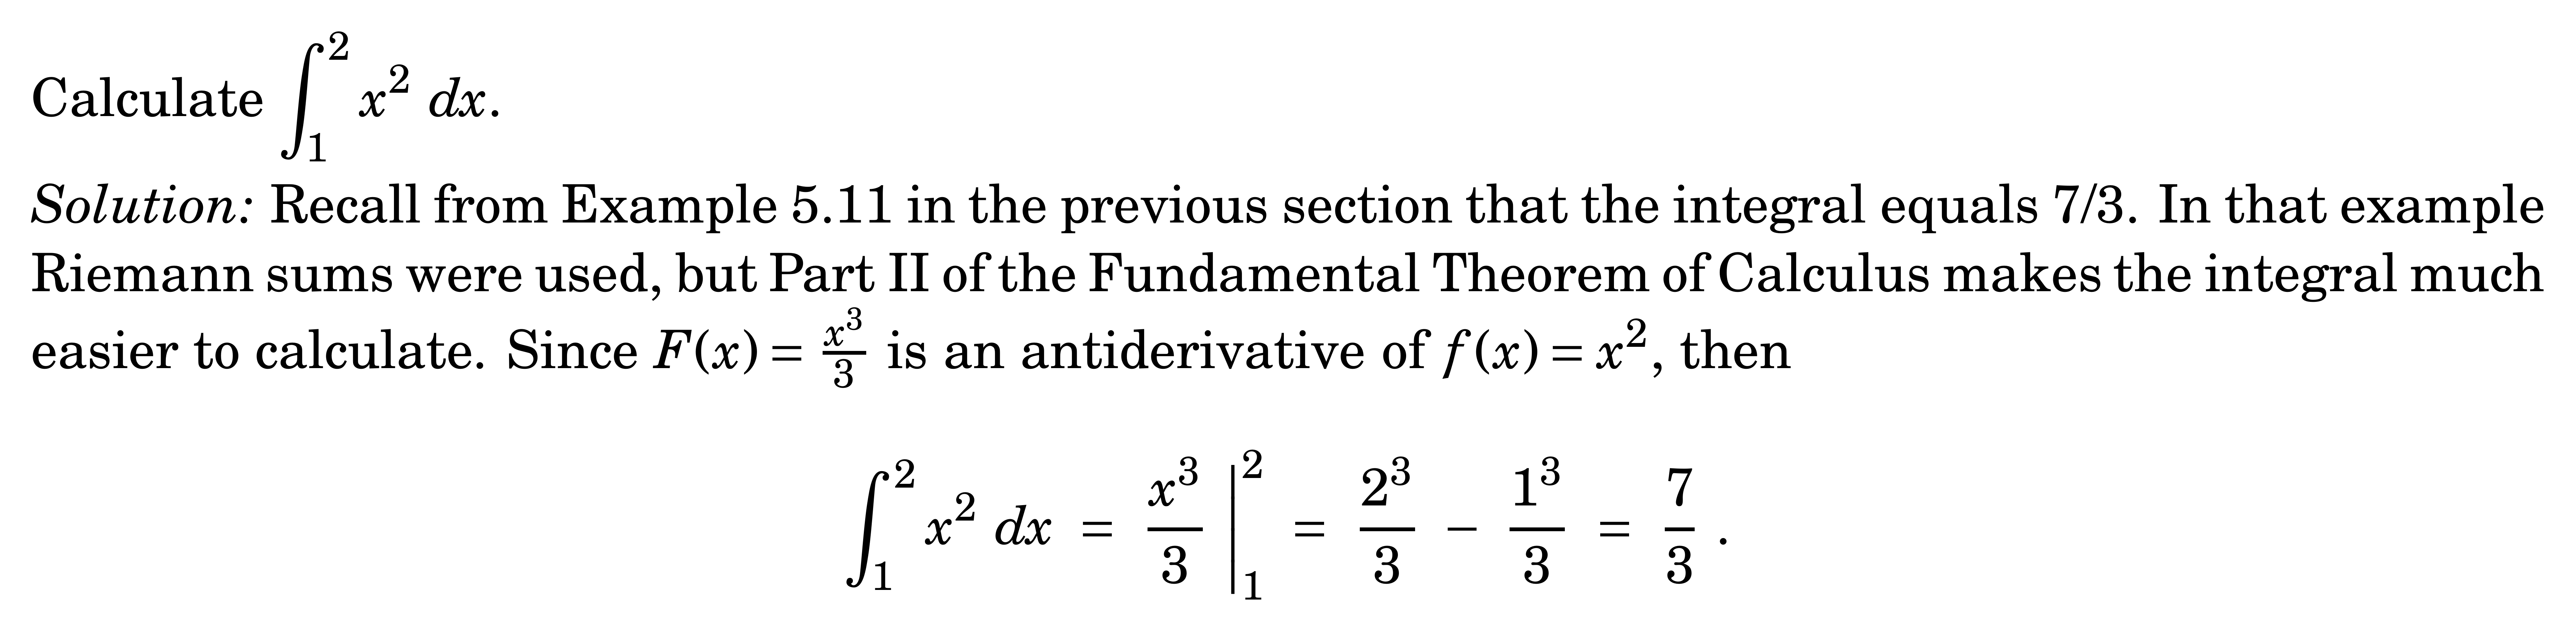 Calculate $\int_1^2 x^2 \, dx$.
Solution: Recall from Example 5.11 in the previous section that the integral equals 7/3. In that example
Riemann sums were used, but Part II of the Fundamental Theorem of Calculus makes the integral much
easier to calculate. Since $F(x) = \frac{x^3}{3}$ is an antiderivative of $f(x) = x^2$, then
$\int_1^2 x^2 \, dx = \frac{x^3}{3} \Big|_1^2 = \frac{2^3}{3} - \frac{1^3}{3} = \frac{7}{3}$ .